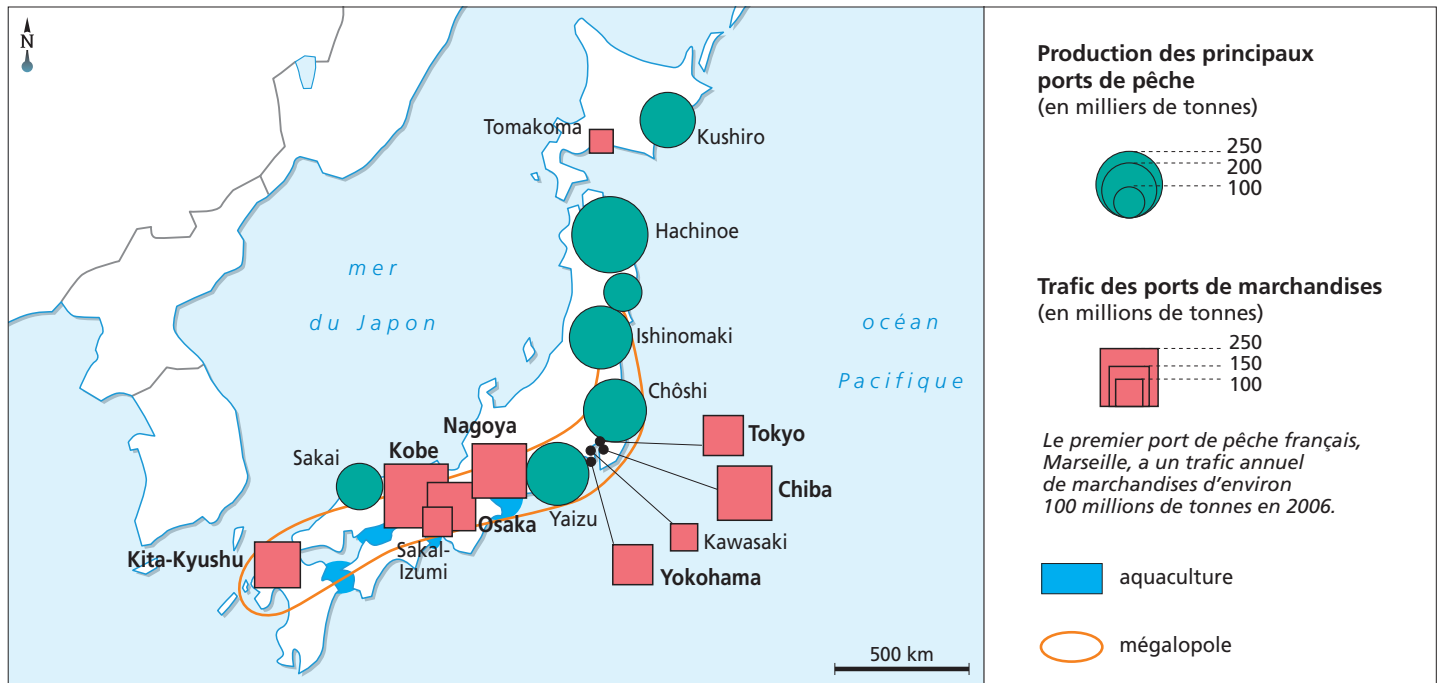 N
Tomakoma
Kushiro
Hachinoe
mer
du Japon
Ishinomaki
océan
Pacifique
Chôshi
Nagoya
Tokyo
Kobe
Sakai
Chiba
Osaka
Yaizu
Kawasaki
Sakal-
Izumi
Kita-Kyushu
Yokohama
500 km
Production des principaux
ports de pêche
(en milliers de tonnes)
250
200
100
Trafic des ports de marchandises
(en millions de tonnes)
250
150
100
Le premier port de pêche français,
Marseille, a un trafic annuel
de marchandises d’environ
100 millions de tonnes en 2006.
aquaculture
mégalopole